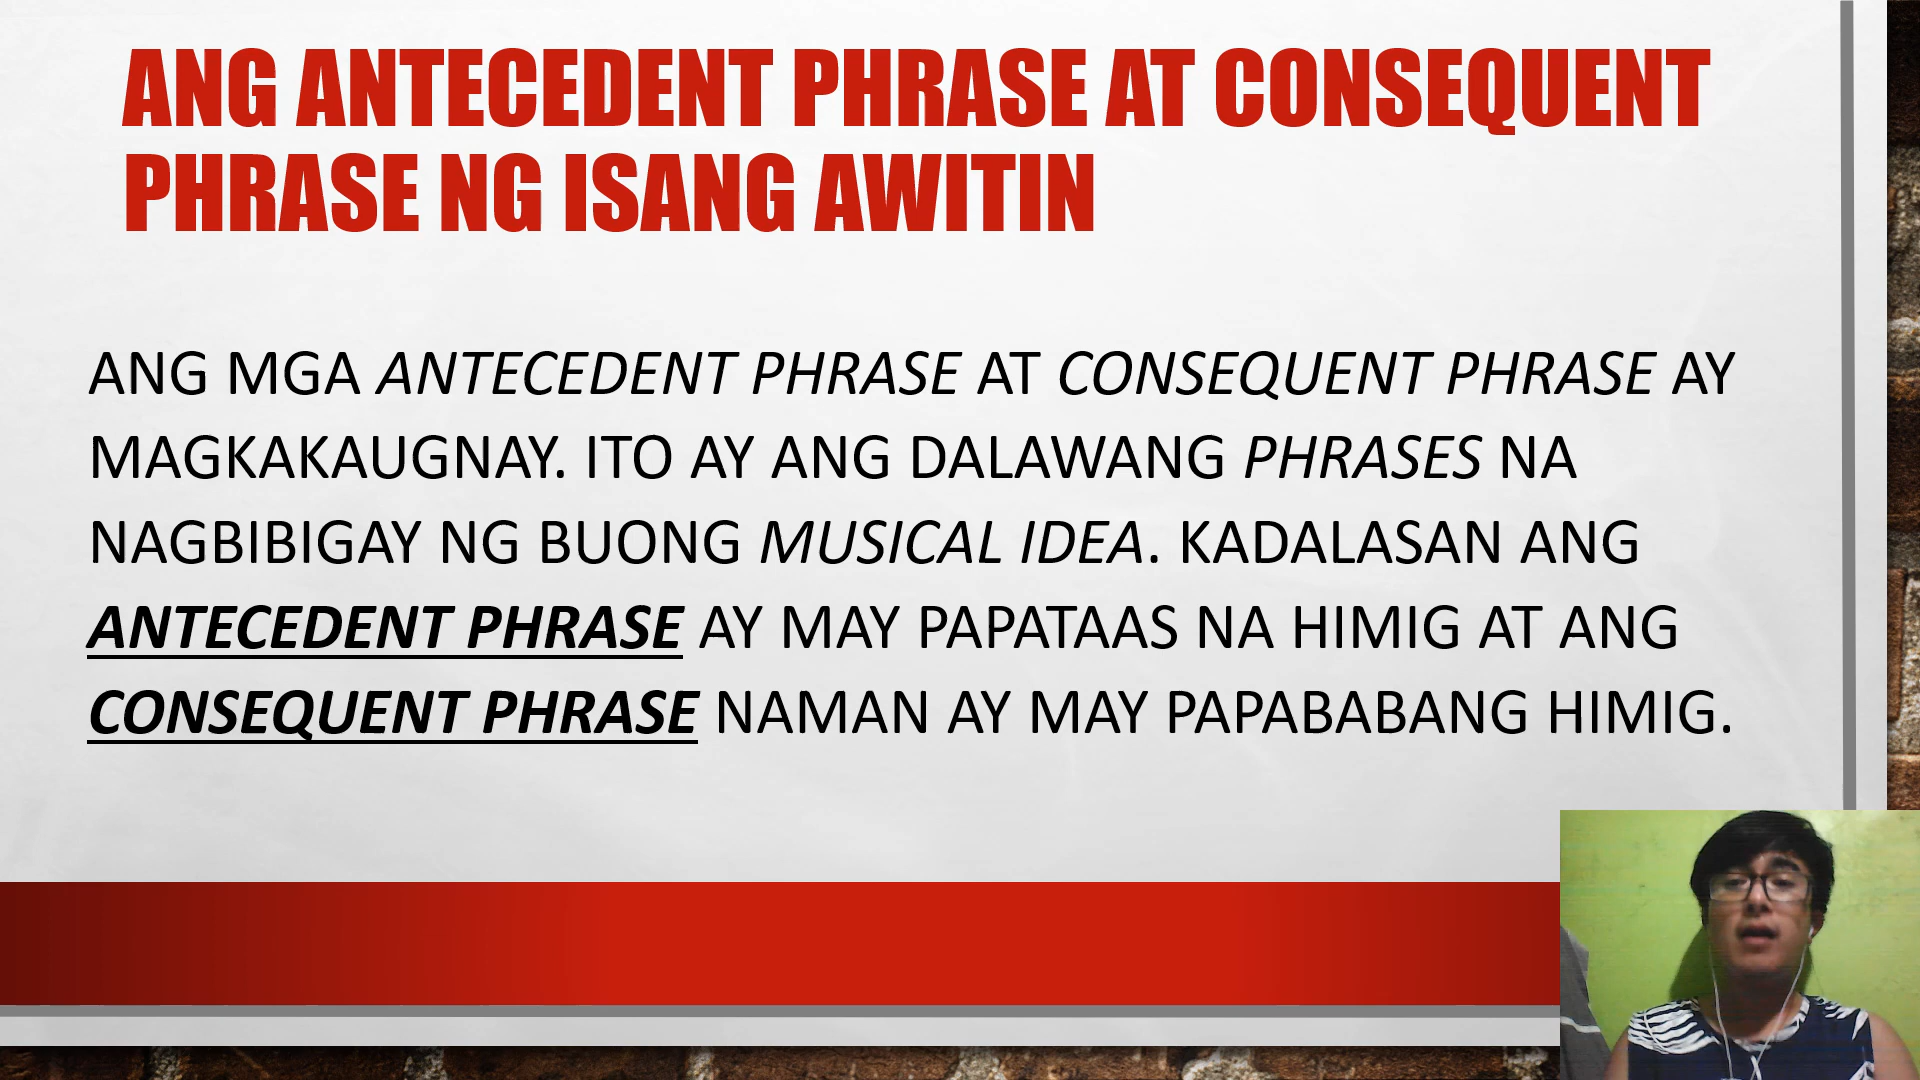 ANG ANTECEDENT PHRASE AT CONSEQUENT
PHRASE NG ISANG AWITIN
ANG MGA ANTECEDENT PHRASE AT CONSEQUENT PHRASE AY
MAGKAKAUGNAY. ITO AY ANG DALAWANG PHRASES NA
NAGBIBIGAY NG BUONG MUSICAL IDEA. KADALASAN ANG
ANTECEDENT PHRASE AY MAY PAPATAAS NA HIMIG AT ANG
CONSEQUENT PHRASE NAMAN AY MAY PAPABABANG HIMIG.